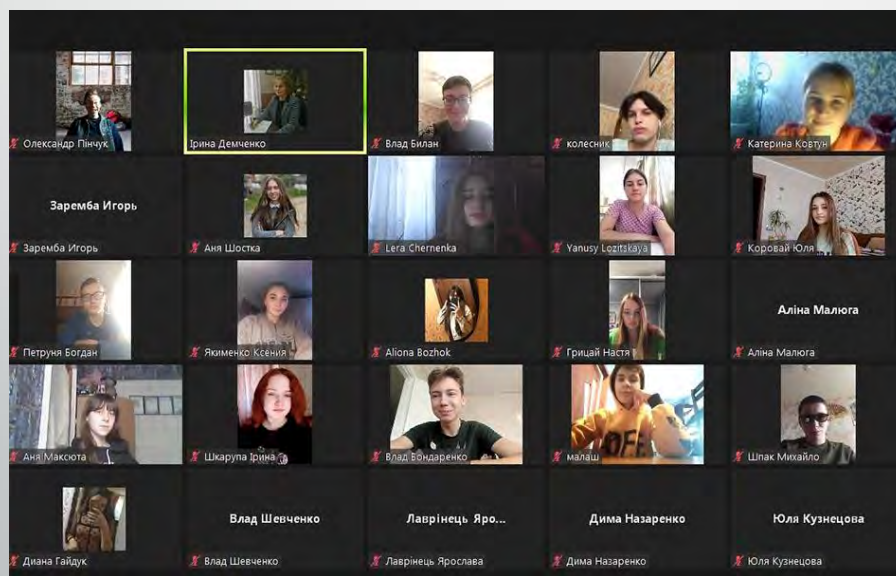 Олександр Пінчук
Ірина Демченко
Влад Билан
колесник
Катерина Ковтун
Заремба Игорь
Заремба Игорь
Аня Шостка
Lera Chernenka
Yanusy Lozitskaya
Коровай Юля
Петруня Богдан
Якименко Ксения
Aliona Bozhok
Грицай Настя
Аліна Малюга
Аліна Малюга
Аня Максюта
Шкарупа Ірина
Влад Бондаренко
OFF
малаш
Шпак Михайло
Диана Гайдук
Влад Шевченко
Влад Шевченко
Лаврінець Яро...
Лаврінець Ярослава
Дима Назаренко
Дима Назаренко
Юля Кузнецова
Юля Кузнецова